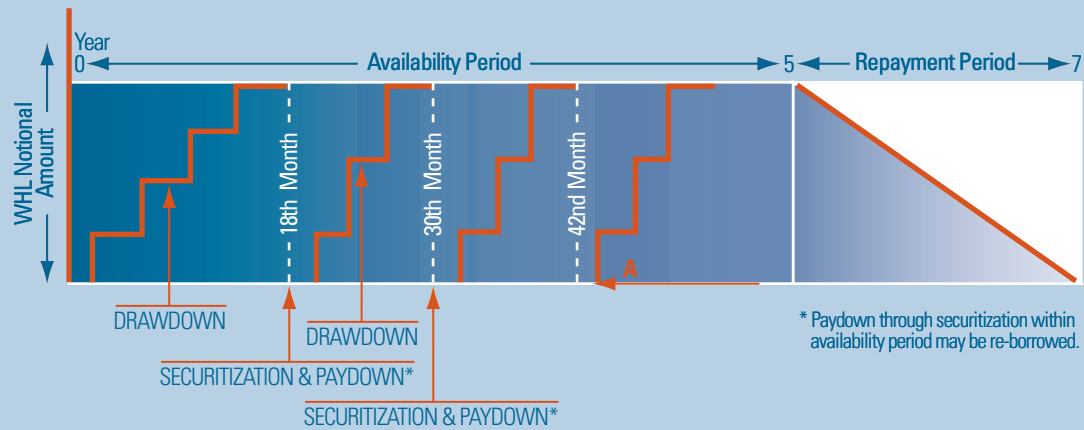 Year
0
Availability Period
5
Repayment Period
7
WHL Notional
Amount
18th Month
30th Month
42nd Month
A
DRAWDOWN
DRAWDOWN
SECURITIZATION & PAYDOWN*
SECURITIZATION & PAYDOWN*
* Paydown through securitization within
availability period may be re-borrowed.